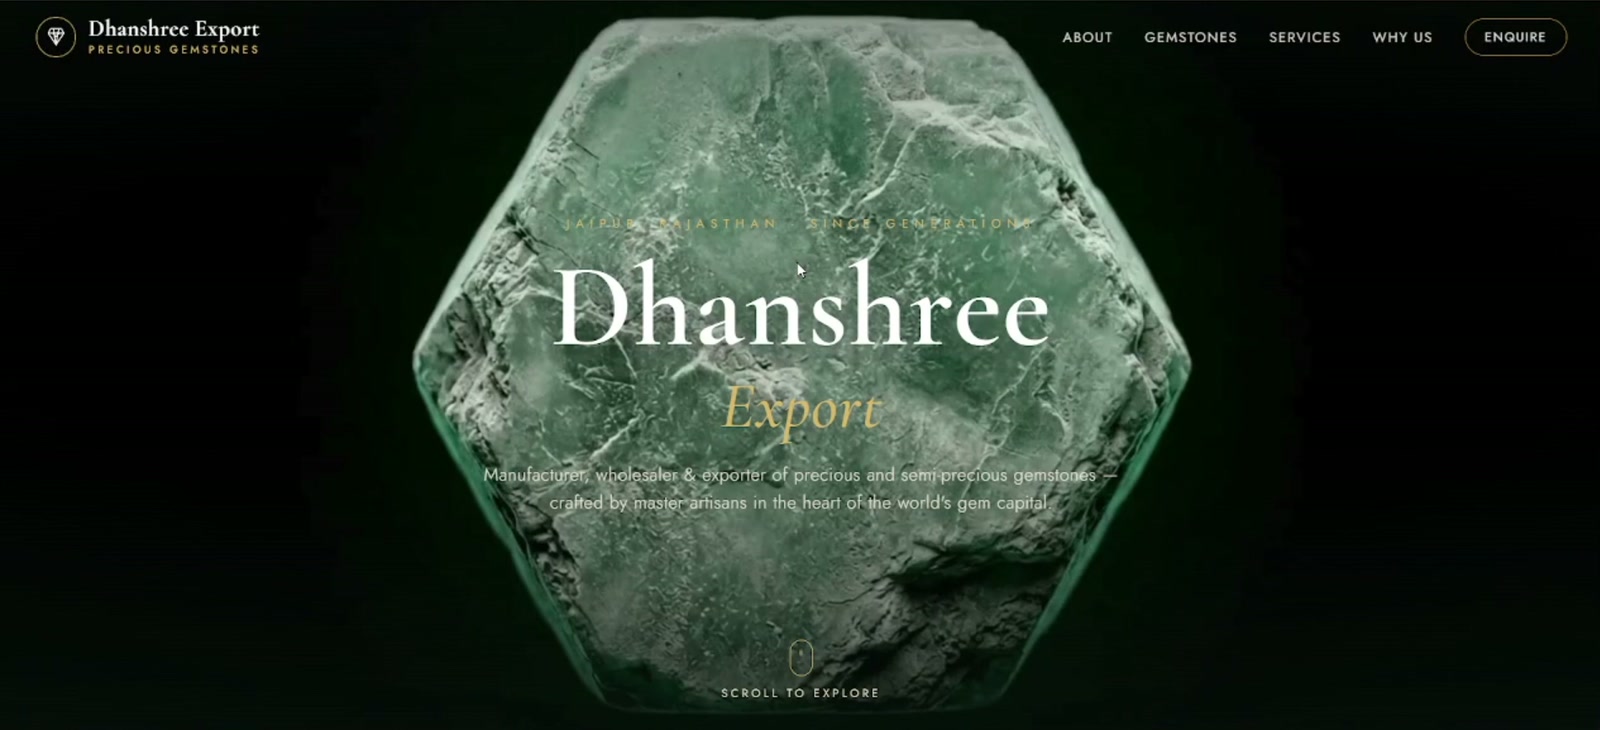 Dhanshree Export
PRECIOUS GEMSTONES
ABOUT GEMSTONES SERVICES WHY US ENQUIRE
JAIPUR, RAJASTHAN · SINCE GENERATIONS
Dhanshree
Export
Manufacturer, wholesaler & exporter of precious and semi-precious gemstones —
crafted by master artisans in the heart of the world's gem capital.
SCROLL TO EXPLORE